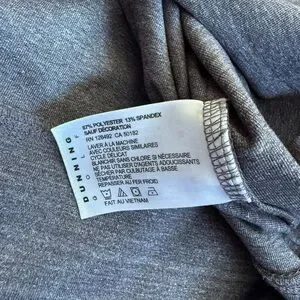 DUNNING
GOLF
87% POLYESTER 13% SPANDEX
SAUF DÉCORATION
RN 128492 CA 50182
LAVER À LA MACHINE
AVEC COULEURS SIMILAIRES
CYCLE DÉLICAT
BLANCHIR SANS CHLORE SI NÉCESSAIRE
NE PAS UTILISER D'AGENTS ADOUCISSANTS
SÉCHER PAR CULBUTAGE À BASSE
TEMPÉRATURE
REPASSER AU FER FROID
FAIT AU VIETNAM